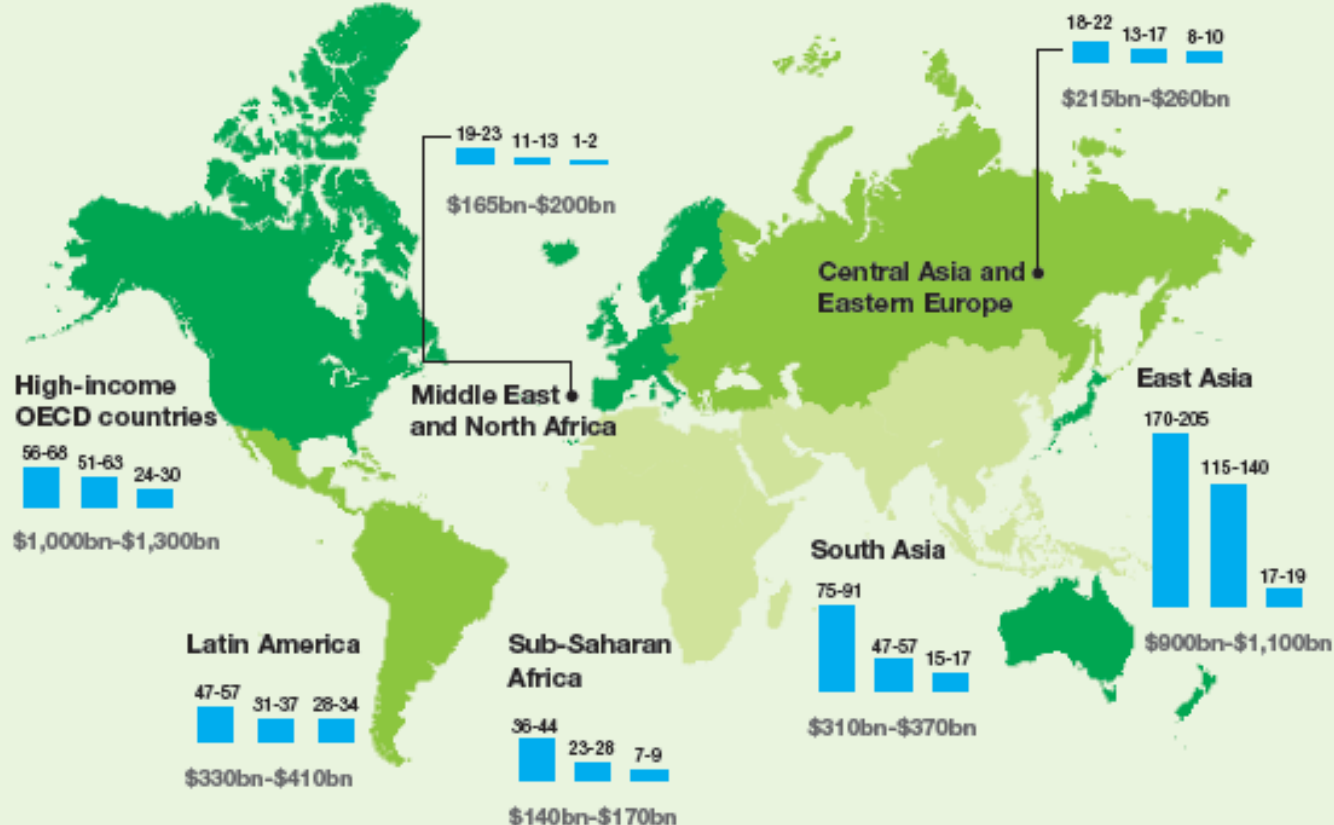 18-22 13-17 8-10
$215bn-$260bn
19-23 11-13 1-2
$165bn-$200bn
Central Asia and
Eastern Europe
High-income
OECD countries
56-68 51-63 24-30
$1,000bn-$1,300bn
Middle East
and North Africa
East Asia
170-205
115-140
17-19
$900bn-$1,100bn
South Asia
75-91
47-57
15-17
$310bn-$370bn
Latin America
47-57 31-37 28-34
$330bn-$410bn
Sub-Saharan
Africa
36-44
23-28
7-9
$140bn-$170bn